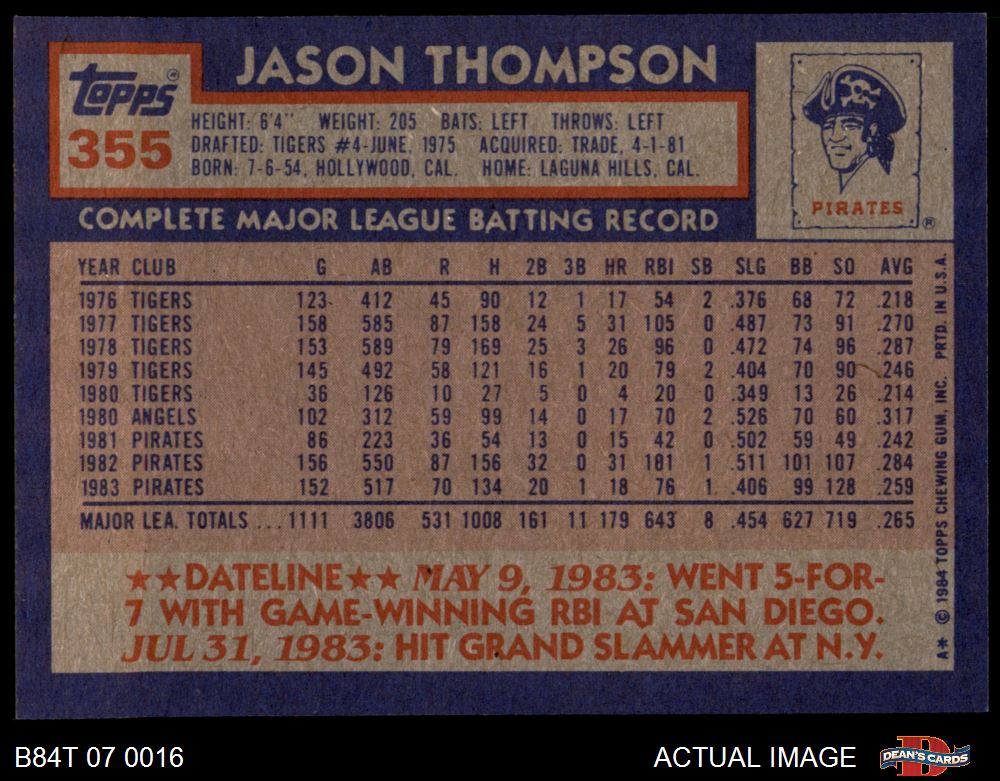 JASON THOMPSON
Topps®
355
HEIGHT: 6'4" WEIGHT: 205 BATS: LEFT THROWS: LEFT
DRAFTED: TIGERS #4-JUNE, 1975 ACQUIRED: TRADE, 4-1-81
BORN: 7-6-54, HOLLYWOOD, CAL. HOME: LAGUNA HILLS, CAL.
PIRATES
®
COMPLETE MAJOR LEAGUE BATTING RECORD
YEAR CLUB G AB R H 2B 3B HR RBI SB SLG BB SO AVG
1976 TIGERS 123 412 45 90 12 1 17 54 2 .376 68 72 .218
1977 TIGERS 158 585 87 158 24 5 31 105 0 .487 73 91 .270
1978 TIGERS 153 589 79 169 25 3 26 96 0 .472 74 96 .287
1979 TIGERS 145 492 58 121 16 1 20 79 2 .404 70 90 .246
1980 TIGERS 36 126 10 27 5 0 4 20 0 .349 13 26 .214
1980 ANGELS 102 312 59 99 14 0 17 70 2 .526 70 60 .317
1981 PIRATES 86 223 36 54 13 0 15 42 0 .502 59 49 .242
1982 PIRATES 156 550 87 156 32 0 31 101 1 .511 101 107 .284
1983 PIRATES 152 517 70 134 20 1 18 76 1 .406 99 128 .259
MAJOR LEA. TOTALS ... 1111 3806 531 1008 161 11 179 643 8 .454 627 719 .265
★★DATELINE★★ MAY 9, 1983: WENT 5-FOR-
7 WITH GAME-WINNING RBI AT SAN DIEGO.
JUL 31, 1983: HIT GRAND SLAMMER AT N.Y.
A* © 1984 TOPPS CHEWING GUM, INC. PRTD. IN U.S.A.
B84T 07 0016
ACTUAL IMAGE
DEAN'S CARDS